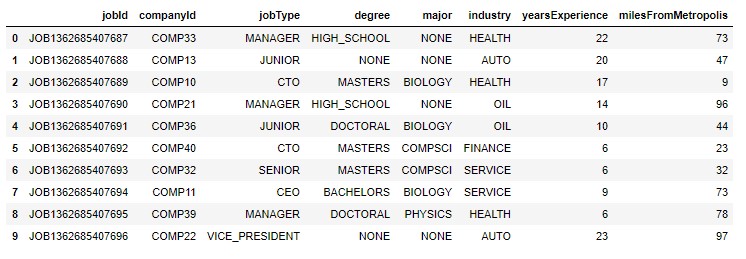 jobId companyId jobType degree major industry yearsExperience milesFromMetropolis
0 JOB1362685407687 COMP33 MANAGER HIGH_SCHOOL NONE HEALTH 22 73
1 JOB1362685407688 COMP13 JUNIOR NONE NONE AUTO 20 47
2 JOB1362685407689 COMP10 CTO MASTERS BIOLOGY HEALTH 17 9
3 JOB1362685407690 COMP21 MANAGER HIGH_SCHOOL NONE OIL 14 96
4 JOB1362685407691 COMP36 JUNIOR DOCTORAL BIOLOGY OIL 10 44
5 JOB1362685407692 COMP40 CTO MASTERS COMPSCI FINANCE 6 23
6 JOB1362685407693 COMP32 SENIOR MASTERS COMPSCI SERVICE 6 32
7 JOB1362685407694 COMP11 CEO BACHELORS BIOLOGY SERVICE 9 73
8 JOB1362685407695 COMP39 MANAGER DOCTORAL PHYSICS HEALTH 6 78
9 JOB1362685407696 COMP22 VICE_PRESIDENT NONE NONE AUTO 23 97